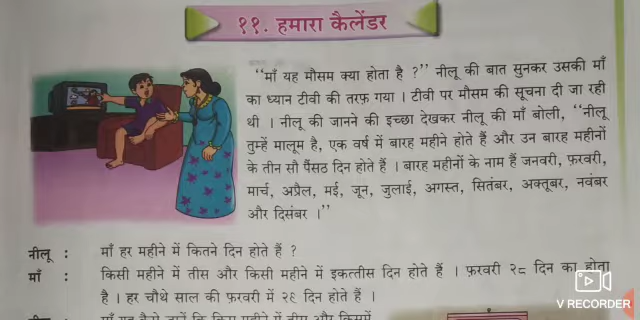 ११. हमारा कैलेंडर
“माँ यह मौसम क्या होता है ?” नीलू की बात सुनकर उसकी माँ
का ध्यान टीवी की तरफ़ गया । टीवी पर मौसम की सूचना दी जा रही
थी । नीलू की जानने की इच्छा देखकर नीलू की माँ बोली, “नीलू
तुम्हें मालूम है, एक वर्ष में बारह महीने होते हैं और उन बारह महीनों
के तीन सौ पैंसठ दिन होते हैं । बारह महीनों के नाम हैं जनवरी, फ़रवरी,
मार्च, अप्रैल, मई, जून, जुलाई, अगस्त, सितंबर, अक्तूबर, नवंबर
और दिसंबर ।”
नीलू : माँ हर महीने में कितने दिन होते हैं ?
माँ : किसी महीने में तीस और किसी महीने में इकत्तीस दिन होते हैं । फ़रवरी २८ दिन का होता
है । हर चौथे साल की फ़रवरी में २९ दिन होते हैं ।
V RECORDER